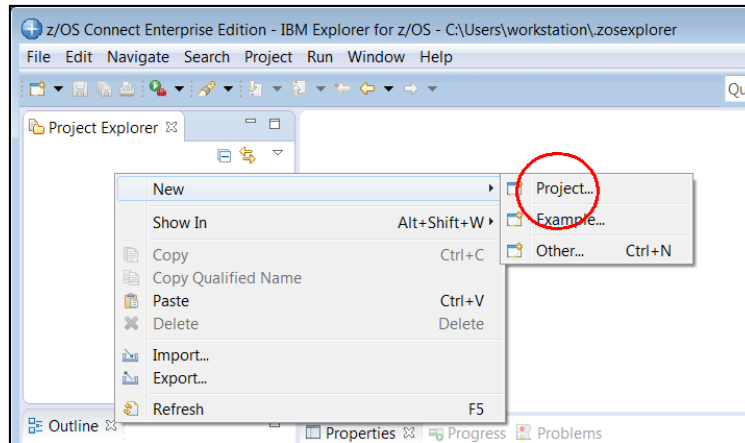 z/OS Connect Enterprise Edition - IBM Explorer for z/OS - C:\Users\workstation\.zosexplorer
File Edit Navigate Search Project Run Window Help
Qu
Project Explorer
New
Project...
Show In Alt+Shift+W
Example...
Other... Ctrl+N
Copy Ctrl+C
Copy Qualified Name
Paste Ctrl+V
Delete Delete
Import...
Export...
Refresh F5
Outline
Properties Progress Problems